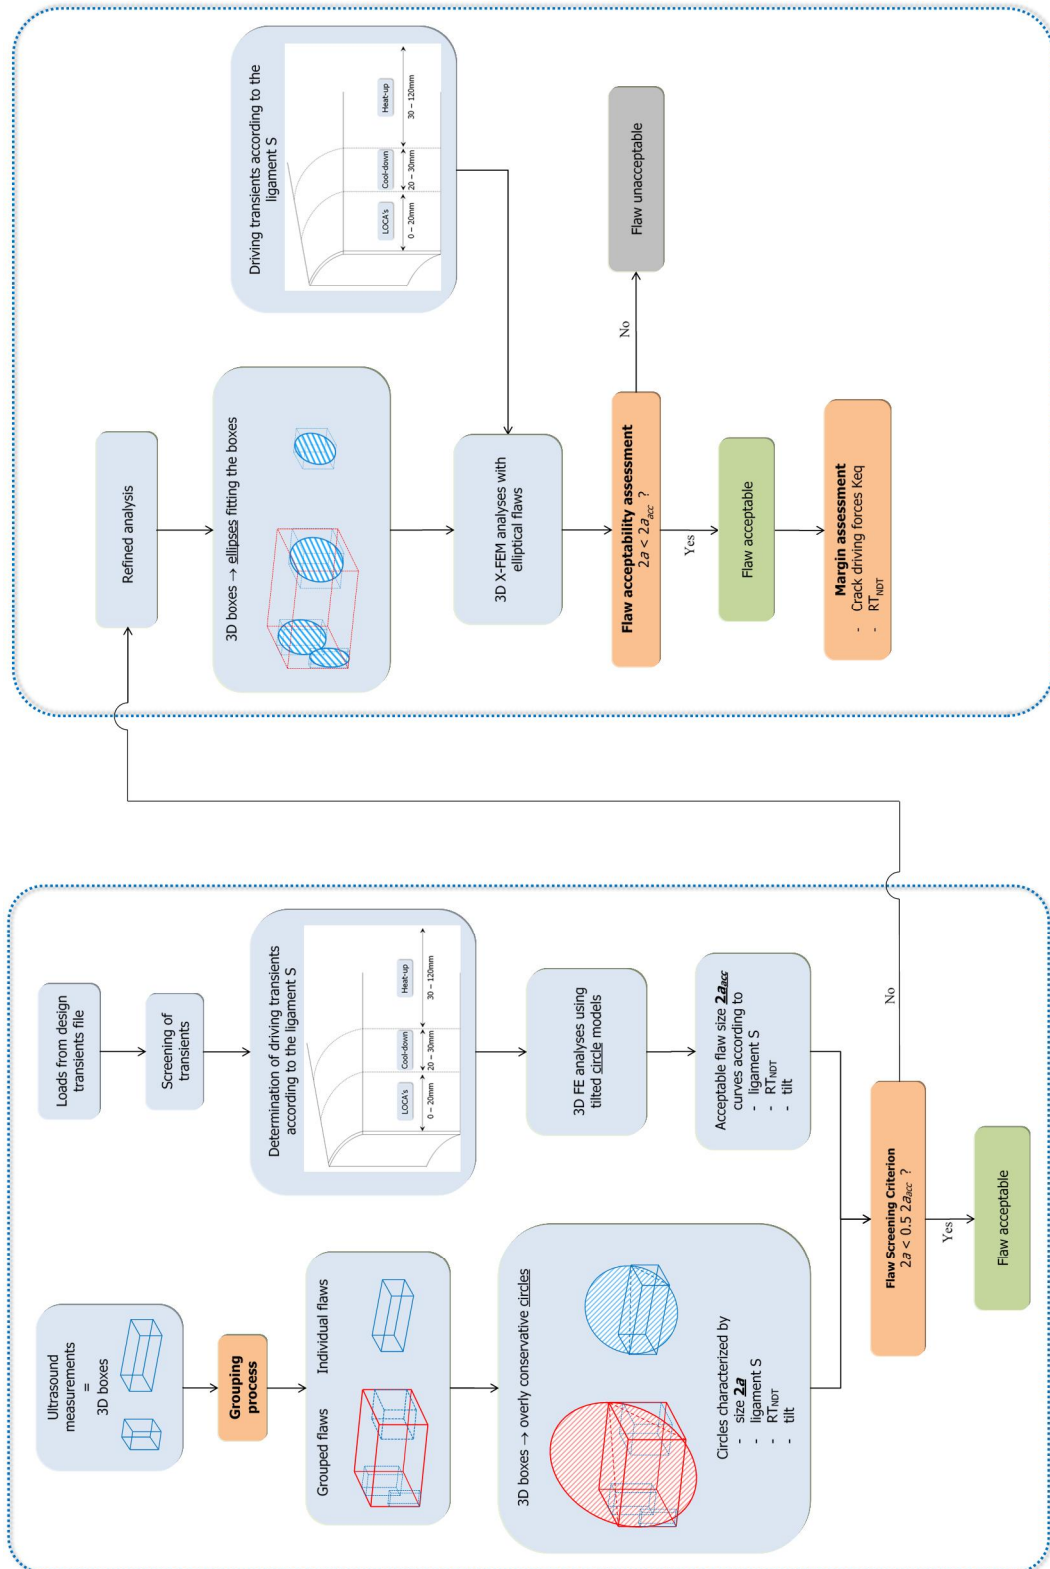 Ultrasound
measurements
=
3D boxes
Grouping
process
Grouped flaws
Individual flaws
3D boxes → overly conservative circles
Circles characterized by
- size 2a
- ligament S
- RTNDT
- tilt
Loads from design
transients file
Screening of
transients
Determination of driving transients
according to the ligament S
LOCA's
Cool-down
Heat-up
0 – 20mm
20 – 30mm
30 – 120mm
3D FE analyses using
tilted circle models
Acceptable flaw size 2aacc
curves according to
- ligament S
- RTNDT
- tilt
Flaw Screening Criterion
2a < 0.5 2aacc ?
Yes
No
Flaw acceptable
Refined analysis
3D boxes → ellipses fitting the boxes
Driving transients according to the
ligament S
LOCA's
Cool-down
Heat-up
0 – 20mm
20 – 30mm
30 – 120mm
3D X-FEM analyses with
elliptical flaws
Flaw acceptability assessment
2a < 2aacc ?
No
Flaw unacceptable
Yes
Flaw acceptable
Margin assessment
- Crack driving forces Keq
- RTNDT